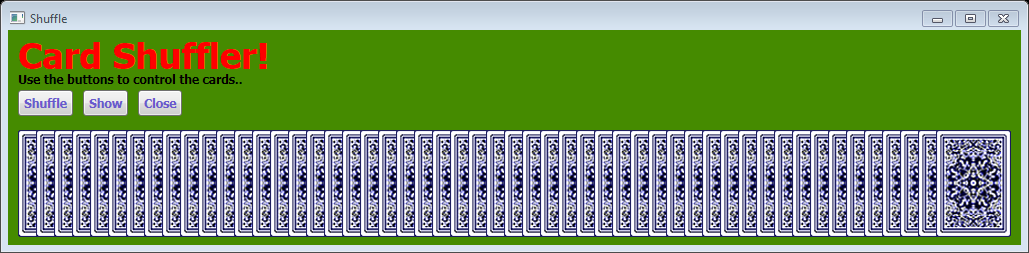 Shuffle
Card Shuffler!
Use the buttons to control the cards..
Shuffle Show Close